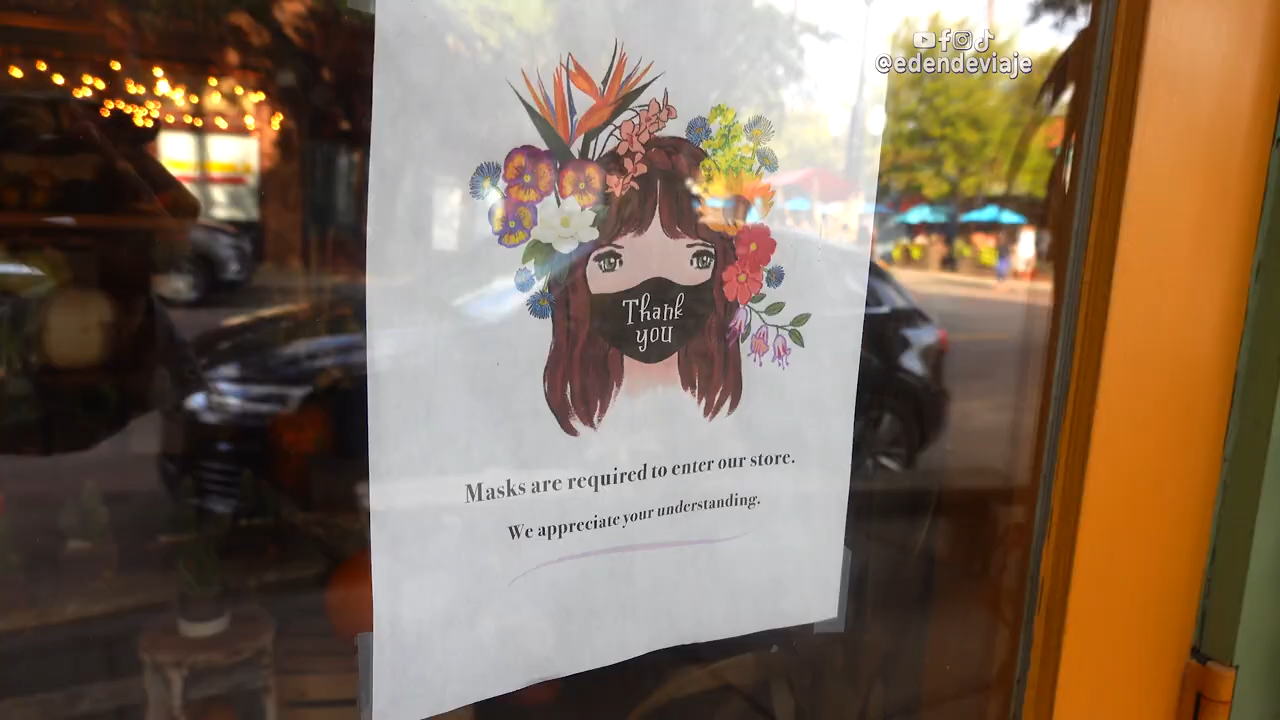 @edendeviaje
Thank
you
Masks are required to enter our store.
We appreciate your understanding.